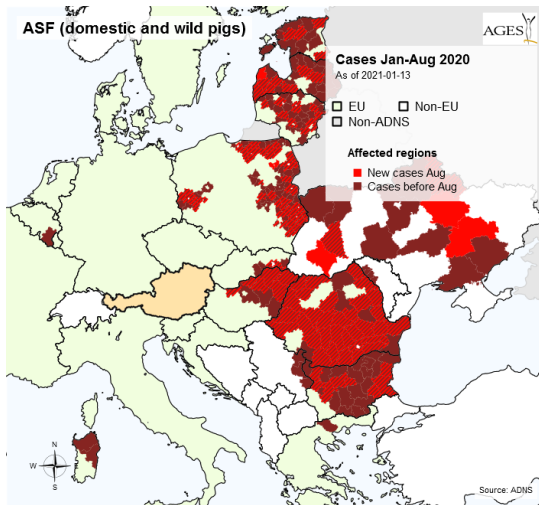 ASF (domestic and wild pigs)
AGES
Cases Jan-Aug 2020
As of 2021-01-13
EU Non-EU
Non-ADNS
Affected regions
New cases Aug
Cases before Aug
N
W E
S
Source: ADNS